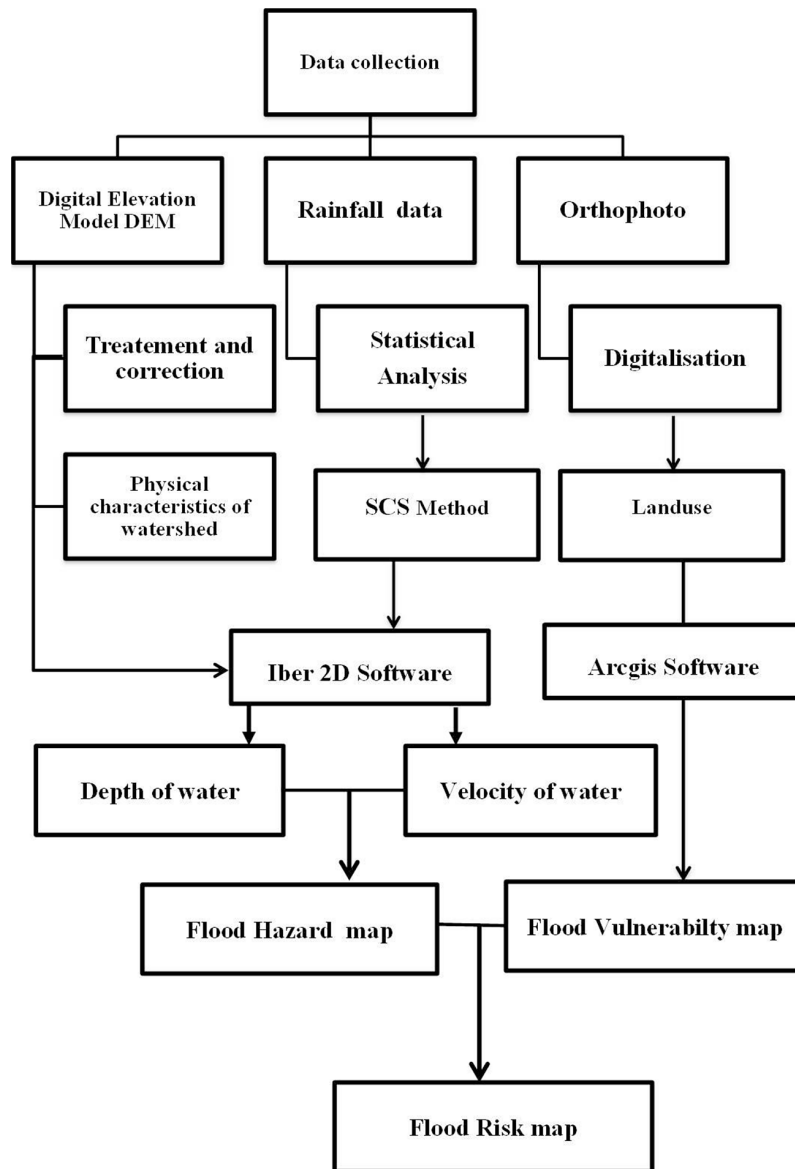 Data collection
Digital Elevation
Model DEM
Rainfall data
Orthophoto
Treatement and
correction
Statistical
Analysis
Digitalisation
Physical
characteristics of
watershed
SCS Method
Landuse
Iber 2D Software
Arcgis Software
Depth of water
Velocity of water
Flood Hazard map
Flood Vulnerabilty map
Flood Risk map